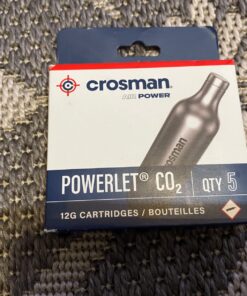 crosman®
AIR POWER
crosman
POWERLET® CO₂
QTY 5
12G CARTRIDGES / BOUTEILLES